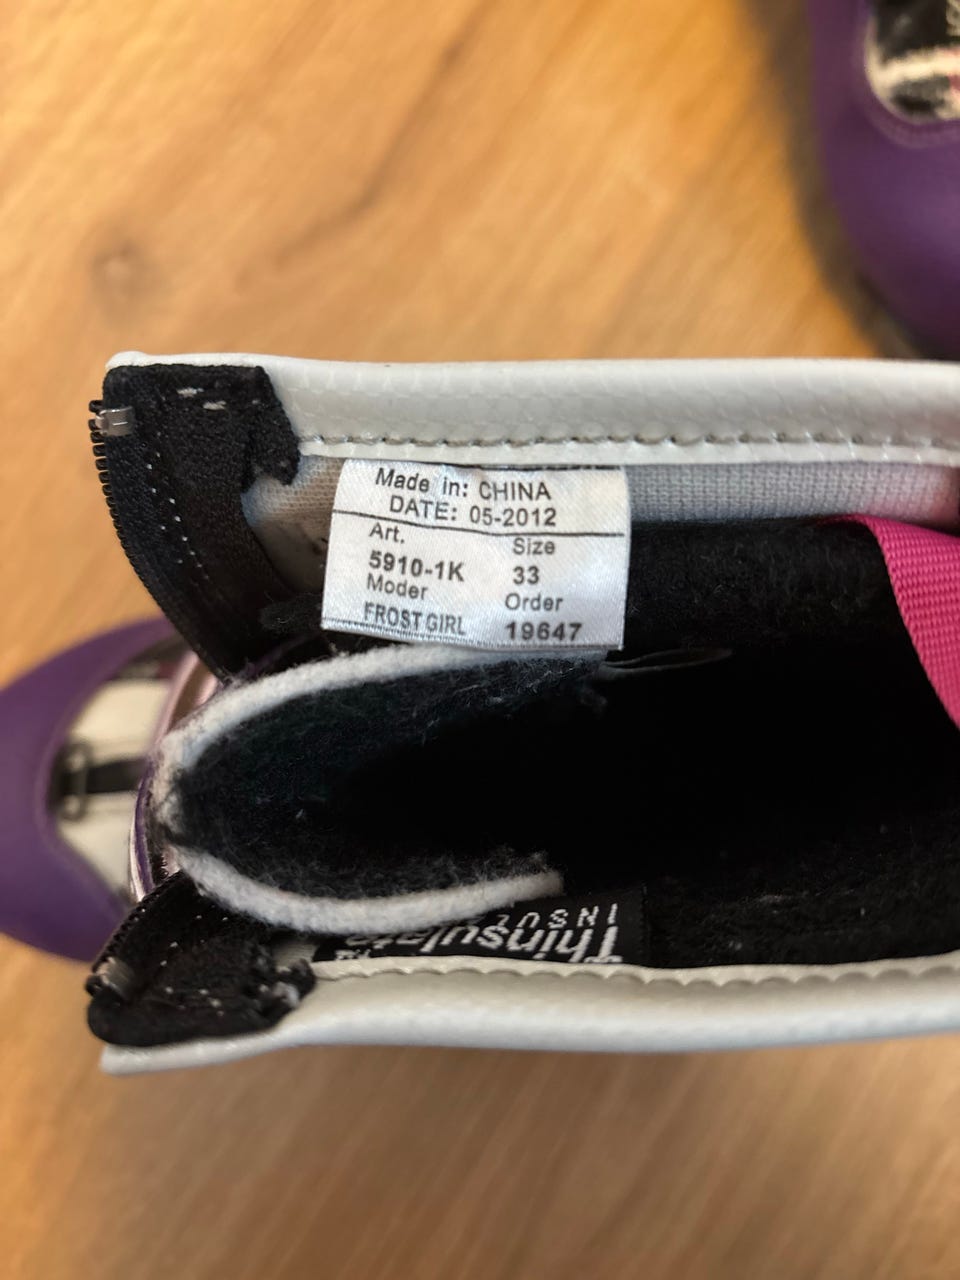 Made in: CHINA
DATE: 05-2012
Art. Size
5910-1K 33
Moder Order
FROST GIRL 19647
Thinsulate
INSUL